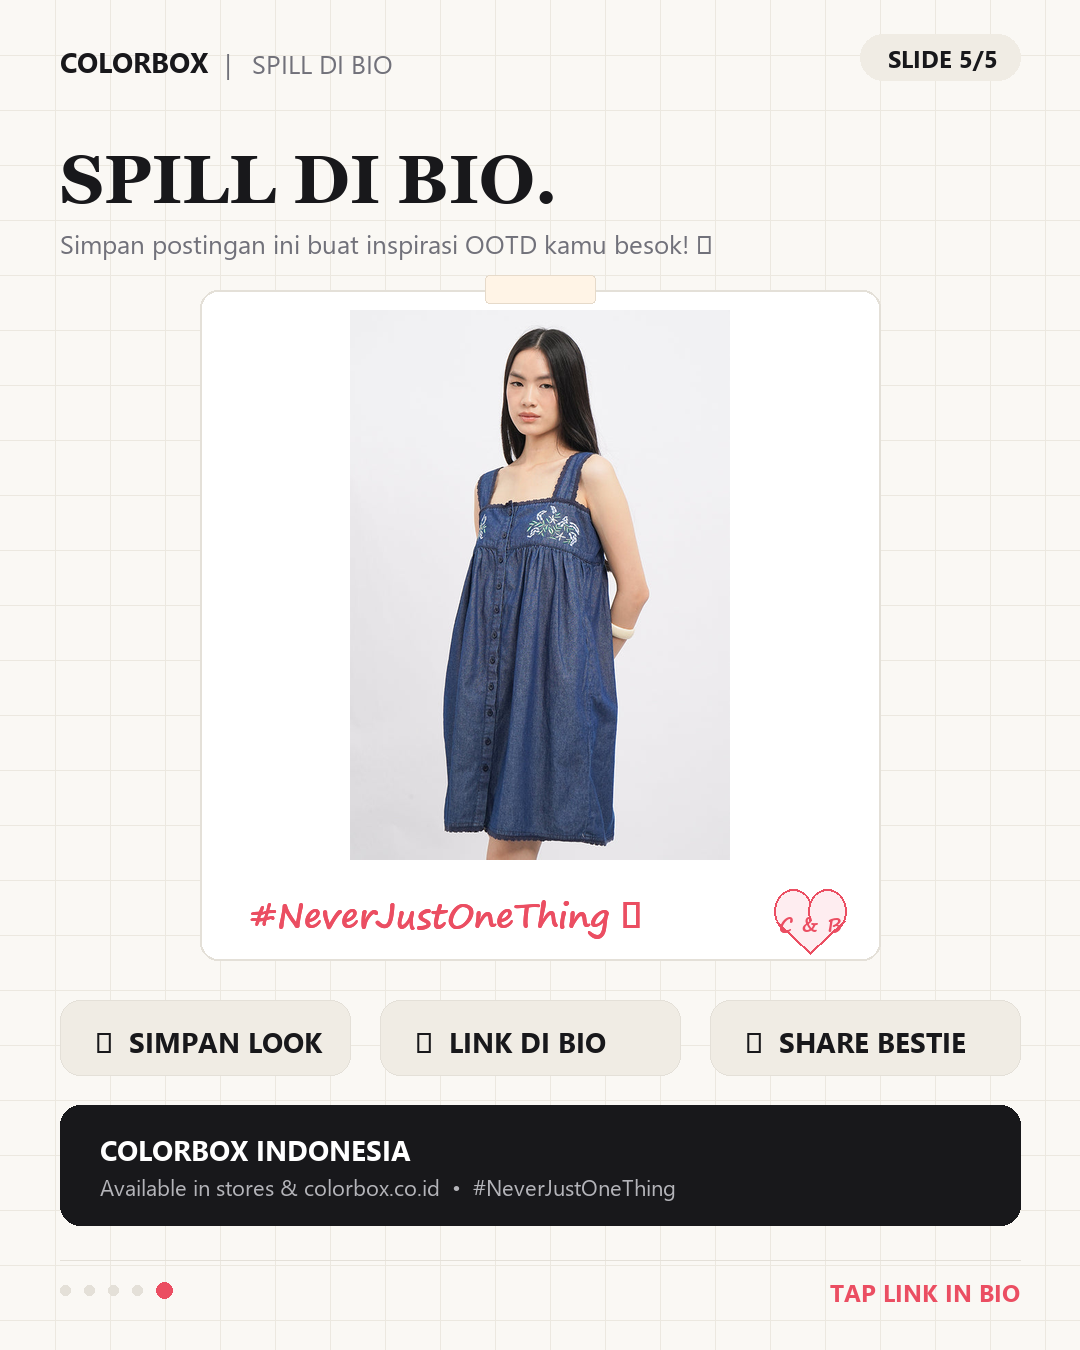 COLORBOX | SPILL DI BIO
SLIDE 5/5
SPILL DI BIO.
Simpan postingan ini buat inspirasi OOTD kamu besok! 
#NeverJustOneThing
C & B
SIMPAN LOOK
LINK DI BIO
SHARE BESTIE
COLORBOX INDONESIA
Available in stores & colorbox.co.id • #NeverJustOneThing
TAP LINK IN BIO